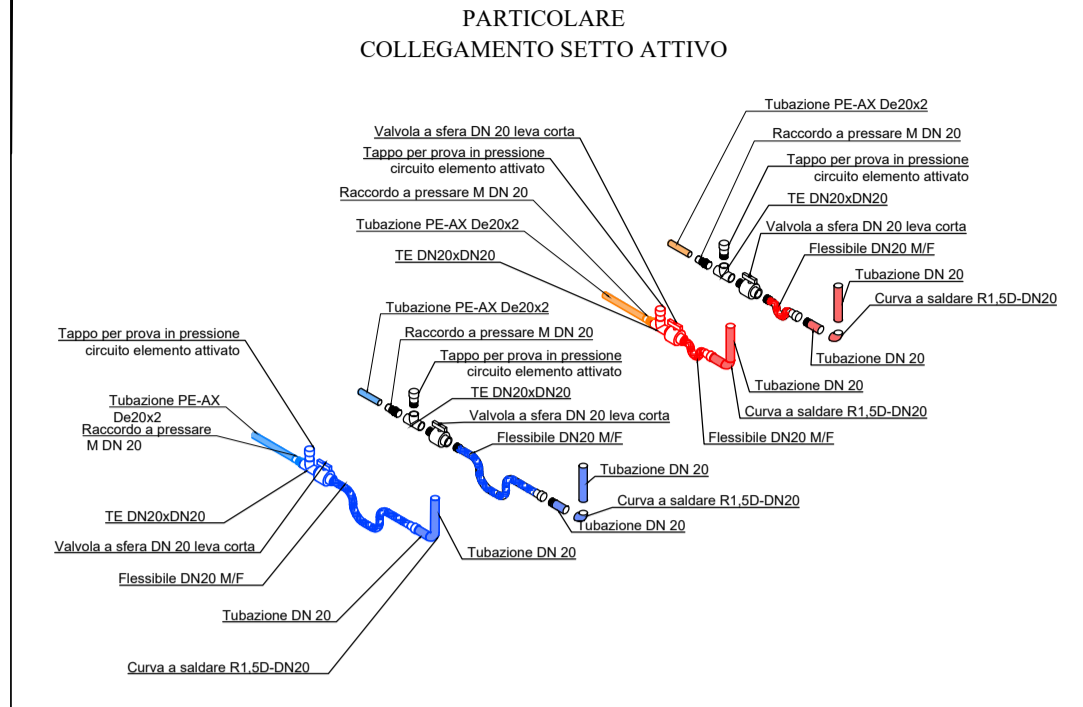 PARTICOLARE
COLLEGAMENTO SETTO ATTIVO
Tubazione PE-AX De20x2
Raccordo a pressare M DN 20
Tappo per prova in pressione
circuito elemento attivato
TE DN20xDN20
Valvola a sfera DN 20 leva corta
Flessibile DN20 M/F
Tubazione DN 20
Curva a saldare R1,5D-DN20
Tubazione DN 20
Valvola a sfera DN 20 leva corta
Tappo per prova in pressione
circuito elemento attivato
Raccordo a pressare M DN 20
Tubazione PE-AX De20x2
TE DN20xDN20
Tubazione DN 20
Curva a saldare R1,5D-DN20
Flessibile DN20 M/F
Tubazione PE-AX De20x2
Raccordo a pressare M DN 20
Tappo per prova in pressione
circuito elemento attivato
TE DN20xDN20
Valvola a sfera DN 20 leva corta
Flessibile DN20 M/F
Tubazione DN 20
Curva a saldare R1,5D-DN20
Tubazione DN 20
Tappo per prova in pressione
circuito elemento attivato
Tubazione PE-AX
De20x2
Raccordo a pressare
M DN 20
TE DN20xDN20
Valvola a sfera DN 20 leva corta
Flessibile DN20 M/F
Tubazione DN 20
Tubazione DN 20
Curva a saldare R1,5D-DN20